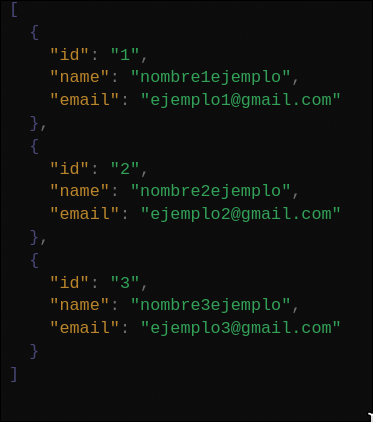 [
  {
    "id": "1",
    "name": "nombre1ejemplo",
    "email": "ejemplo1@gmail.com"
  },
  {
    "id": "2",
    "name": "nombre2ejemplo",
    "email": "ejemplo2@gmail.com"
  },
  {
    "id": "3",
    "name": "nombre3ejemplo",
    "email": "ejemplo3@gmail.com"
  }
]